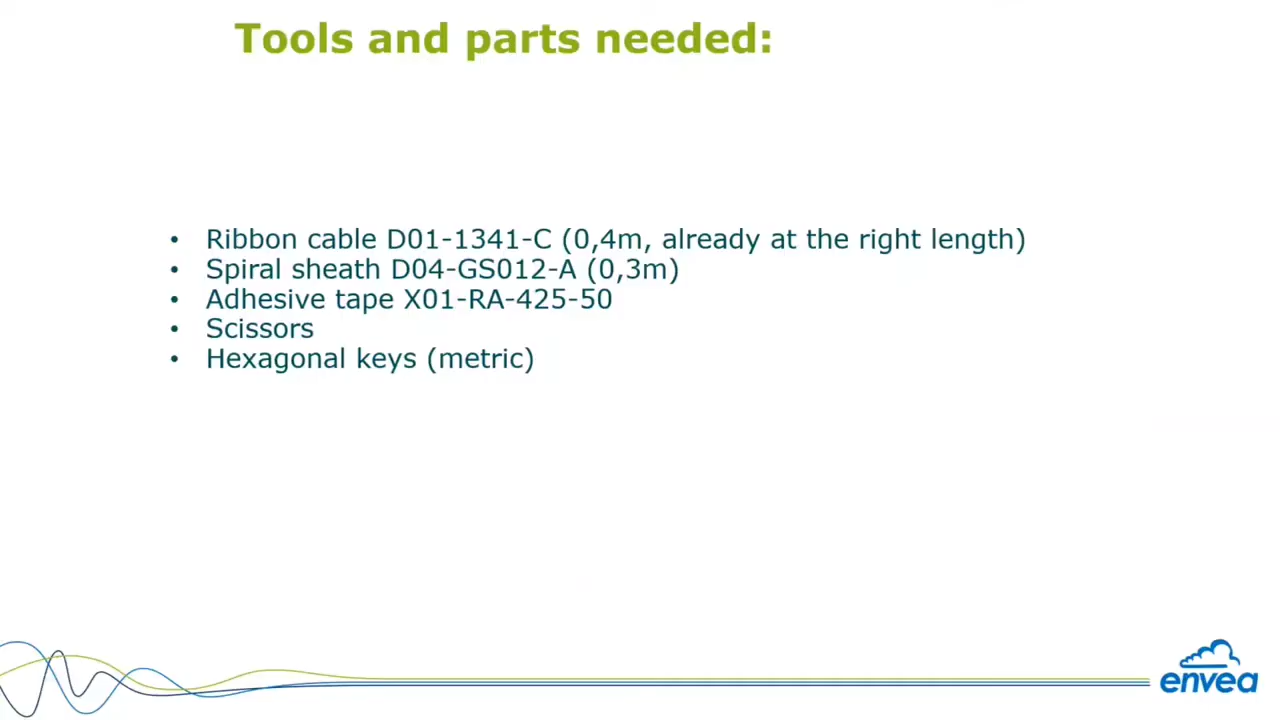 Tools and parts needed:
• Ribbon cable D01-1341-C (0,4m, already at the right length)
• Spiral sheath D04-GS012-A (0,3m)
• Adhesive tape X01-RA-425-50
• Scissors
• Hexagonal keys (metric)
envea